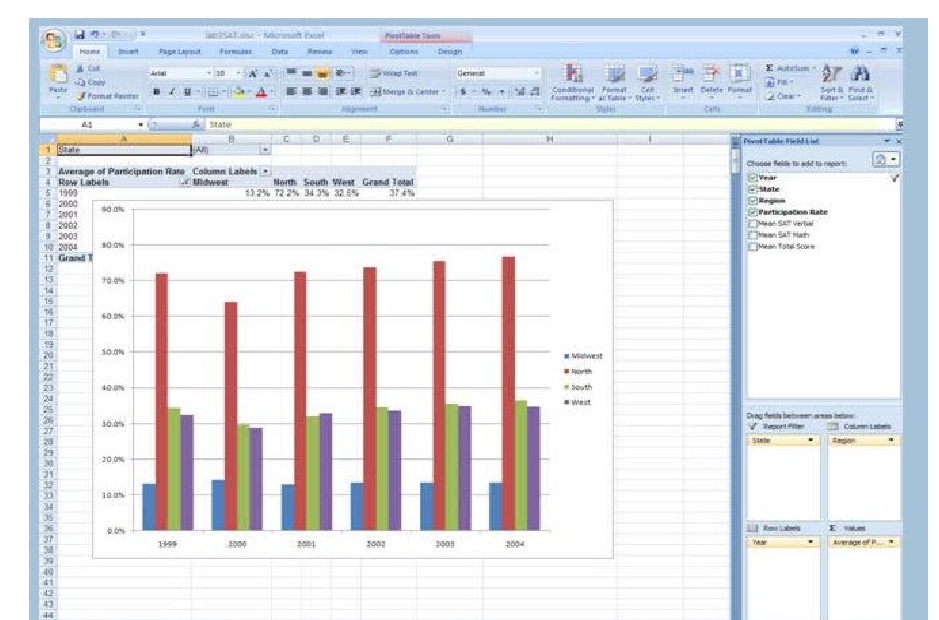 lab3SAT.xlsx - Microsoft Excel
PivotTable Tools
Home Insert Page Layout Formulas Data Review View Options Design
Paste
Cut
Copy
Format Painter
Clipboard
Arial 10
Font
Wrap Text
Merge & Center
Alignment
General
Number
Conditional Formatting
Format as Table
Cell Styles
Styles
Insert Delete Format
Cells
AutoSum
Fill
Clear
Sort & Filter
Find & Select
Editing
A1 State
A B C D E F G H I
1 State (All)
2
3 Average of Participation Rate Column Labels
4 Row Labels Midwest North South West Grand Total
5 1999 13.2% 72.2% 34.3% 32.5% 37.4%
6 2000
7 2001
8 2002
9 2003
10 2004
11 Grand T
12
13
14
15
16
17
18
19
20
21
22
23
24
25
26
27
28
29
30
31
32
33
34
35
36
37
38
39
40
41
42
43
44
90.0%
80.0%
70.0%
60.0%
50.0%
40.0%
30.0%
20.0%
10.0%
0.0%
1999 2000 2001 2002 2003 2004
Midwest
North
South
West
PivotTable Field List
Choose fields to add to report:
Year
State
Region
Participation Rate
Mean SAT Verbal
Mean SAT Math
Mean Total Score
Drag fields between areas below:
Report Filter Column Labels
State Region
Row Labels Σ Values
Year Average of P...